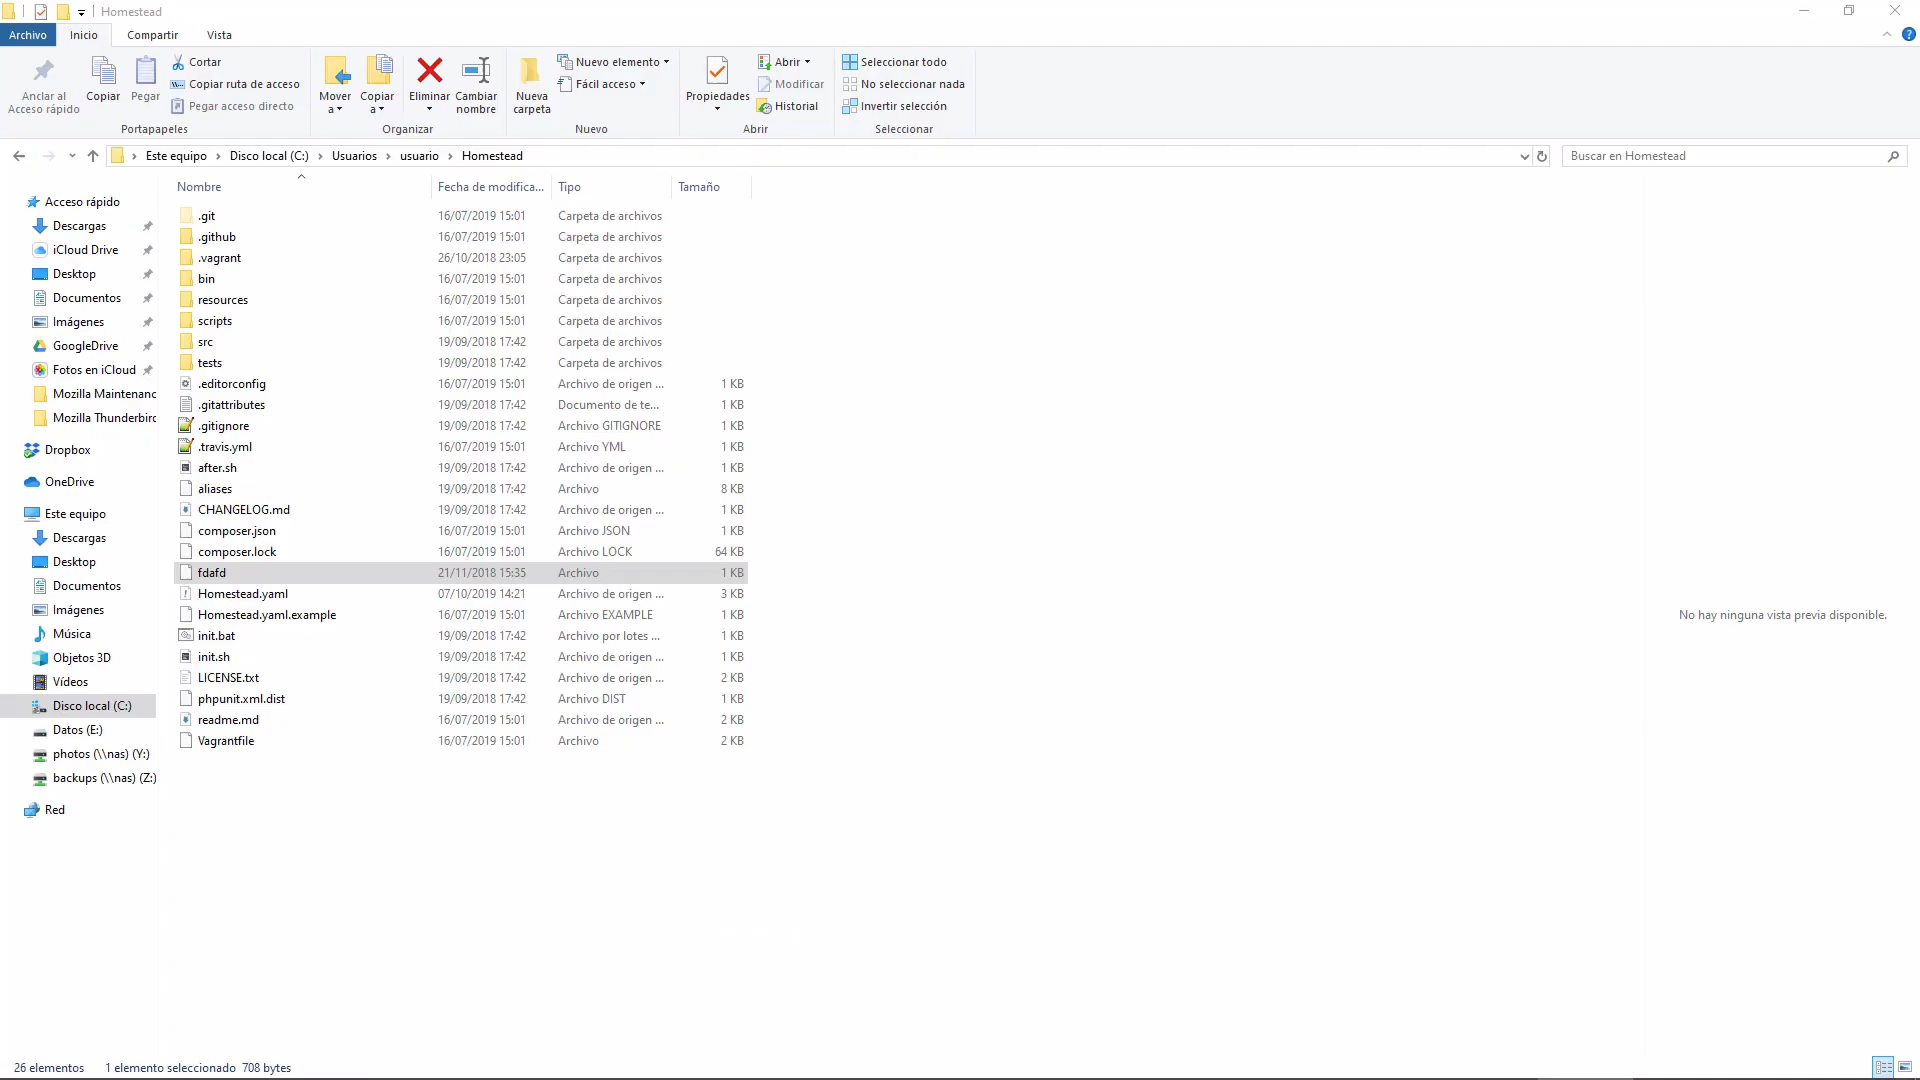 Homestead
Archivo Inicio Compartir Vista
Anclar al Acceso rápido
Copiar
Pegar
Cortar
Copiar ruta de acceso
Pegar acceso directo
Portapapeles
Mover a
Copiar a
Eliminar
Cambiar nombre
Organizar
Nueva carpeta
Nuevo elemento
Fácil acceso
Nuevo
Propiedades
Abrir
Modificar
Historial
Abrir
Seleccionar todo
No seleccionar nada
Invertir selección
Seleccionar
Este equipo > Disco local (C:) > Usuarios > usuario > Homestead
Buscar en Homestead
Acceso rápido
Descargas
iCloud Drive
Desktop
Documentos
Imágenes
GoogleDrive
Fotos en iCloud
Mozilla Maintenanc
Mozilla Thunderbird
Dropbox
OneDrive
Este equipo
Descargas
Desktop
Documentos
Imágenes
Música
Objetos 3D
Vídeos
Disco local (C:)
Datos (E:)
photos (\\nas) (Y:)
backups (\\nas) (Z:)
Red
Nombre Fecha de modifica... Tipo Tamaño
.git 16/07/2019 15:01 Carpeta de archivos
.github 16/07/2019 15:01 Carpeta de archivos
.vagrant 26/10/2018 23:05 Carpeta de archivos
bin 16/07/2019 15:01 Carpeta de archivos
resources 16/07/2019 15:01 Carpeta de archivos
scripts 16/07/2019 15:01 Carpeta de archivos
src 19/09/2018 17:42 Carpeta de archivos
tests 19/09/2018 17:42 Carpeta de archivos
.editorconfig 16/07/2019 15:01 Archivo de origen ... 1 KB
.gitattributes 19/09/2018 17:42 Documento de te... 1 KB
.gitignore 19/09/2018 17:42 Archivo GITIGNORE 1 KB
.travis.yml 16/07/2019 15:01 Archivo YML 1 KB
after.sh 19/09/2018 17:42 Archivo de origen ... 1 KB
aliases 19/09/2018 17:42 Archivo 8 KB
CHANGELOG.md 19/09/2018 17:42 Archivo de origen ... 1 KB
composer.json 16/07/2019 15:01 Archivo JSON 1 KB
composer.lock 16/07/2019 15:01 Archivo LOCK 64 KB
fdafd 21/11/2018 15:35 Archivo 1 KB
Homestead.yaml 07/10/2019 14:21 Archivo de origen ... 3 KB
Homestead.yaml.example 16/07/2019 15:01 Archivo EXAMPLE 1 KB
init.bat 19/09/2018 17:42 Archivo por lotes ... 1 KB
init.sh 19/09/2018 17:42 Archivo de origen ... 1 KB
LICENSE.txt 19/09/2018 17:42 Archivo de origen ... 2 KB
phpunit.xml.dist 19/09/2018 17:42 Archivo DIST 1 KB
readme.md 16/07/2019 15:01 Archivo de origen ... 2 KB
Vagrantfile 16/07/2019 15:01 Archivo 2 KB
No hay ninguna vista previa disponible.
26 elementos 1 elemento seleccionado 708 bytes